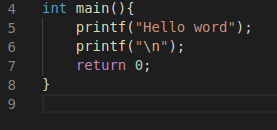 4 int main(){
5     printf("Hello word");
6     printf("\n");
7     return 0;
8 }
9